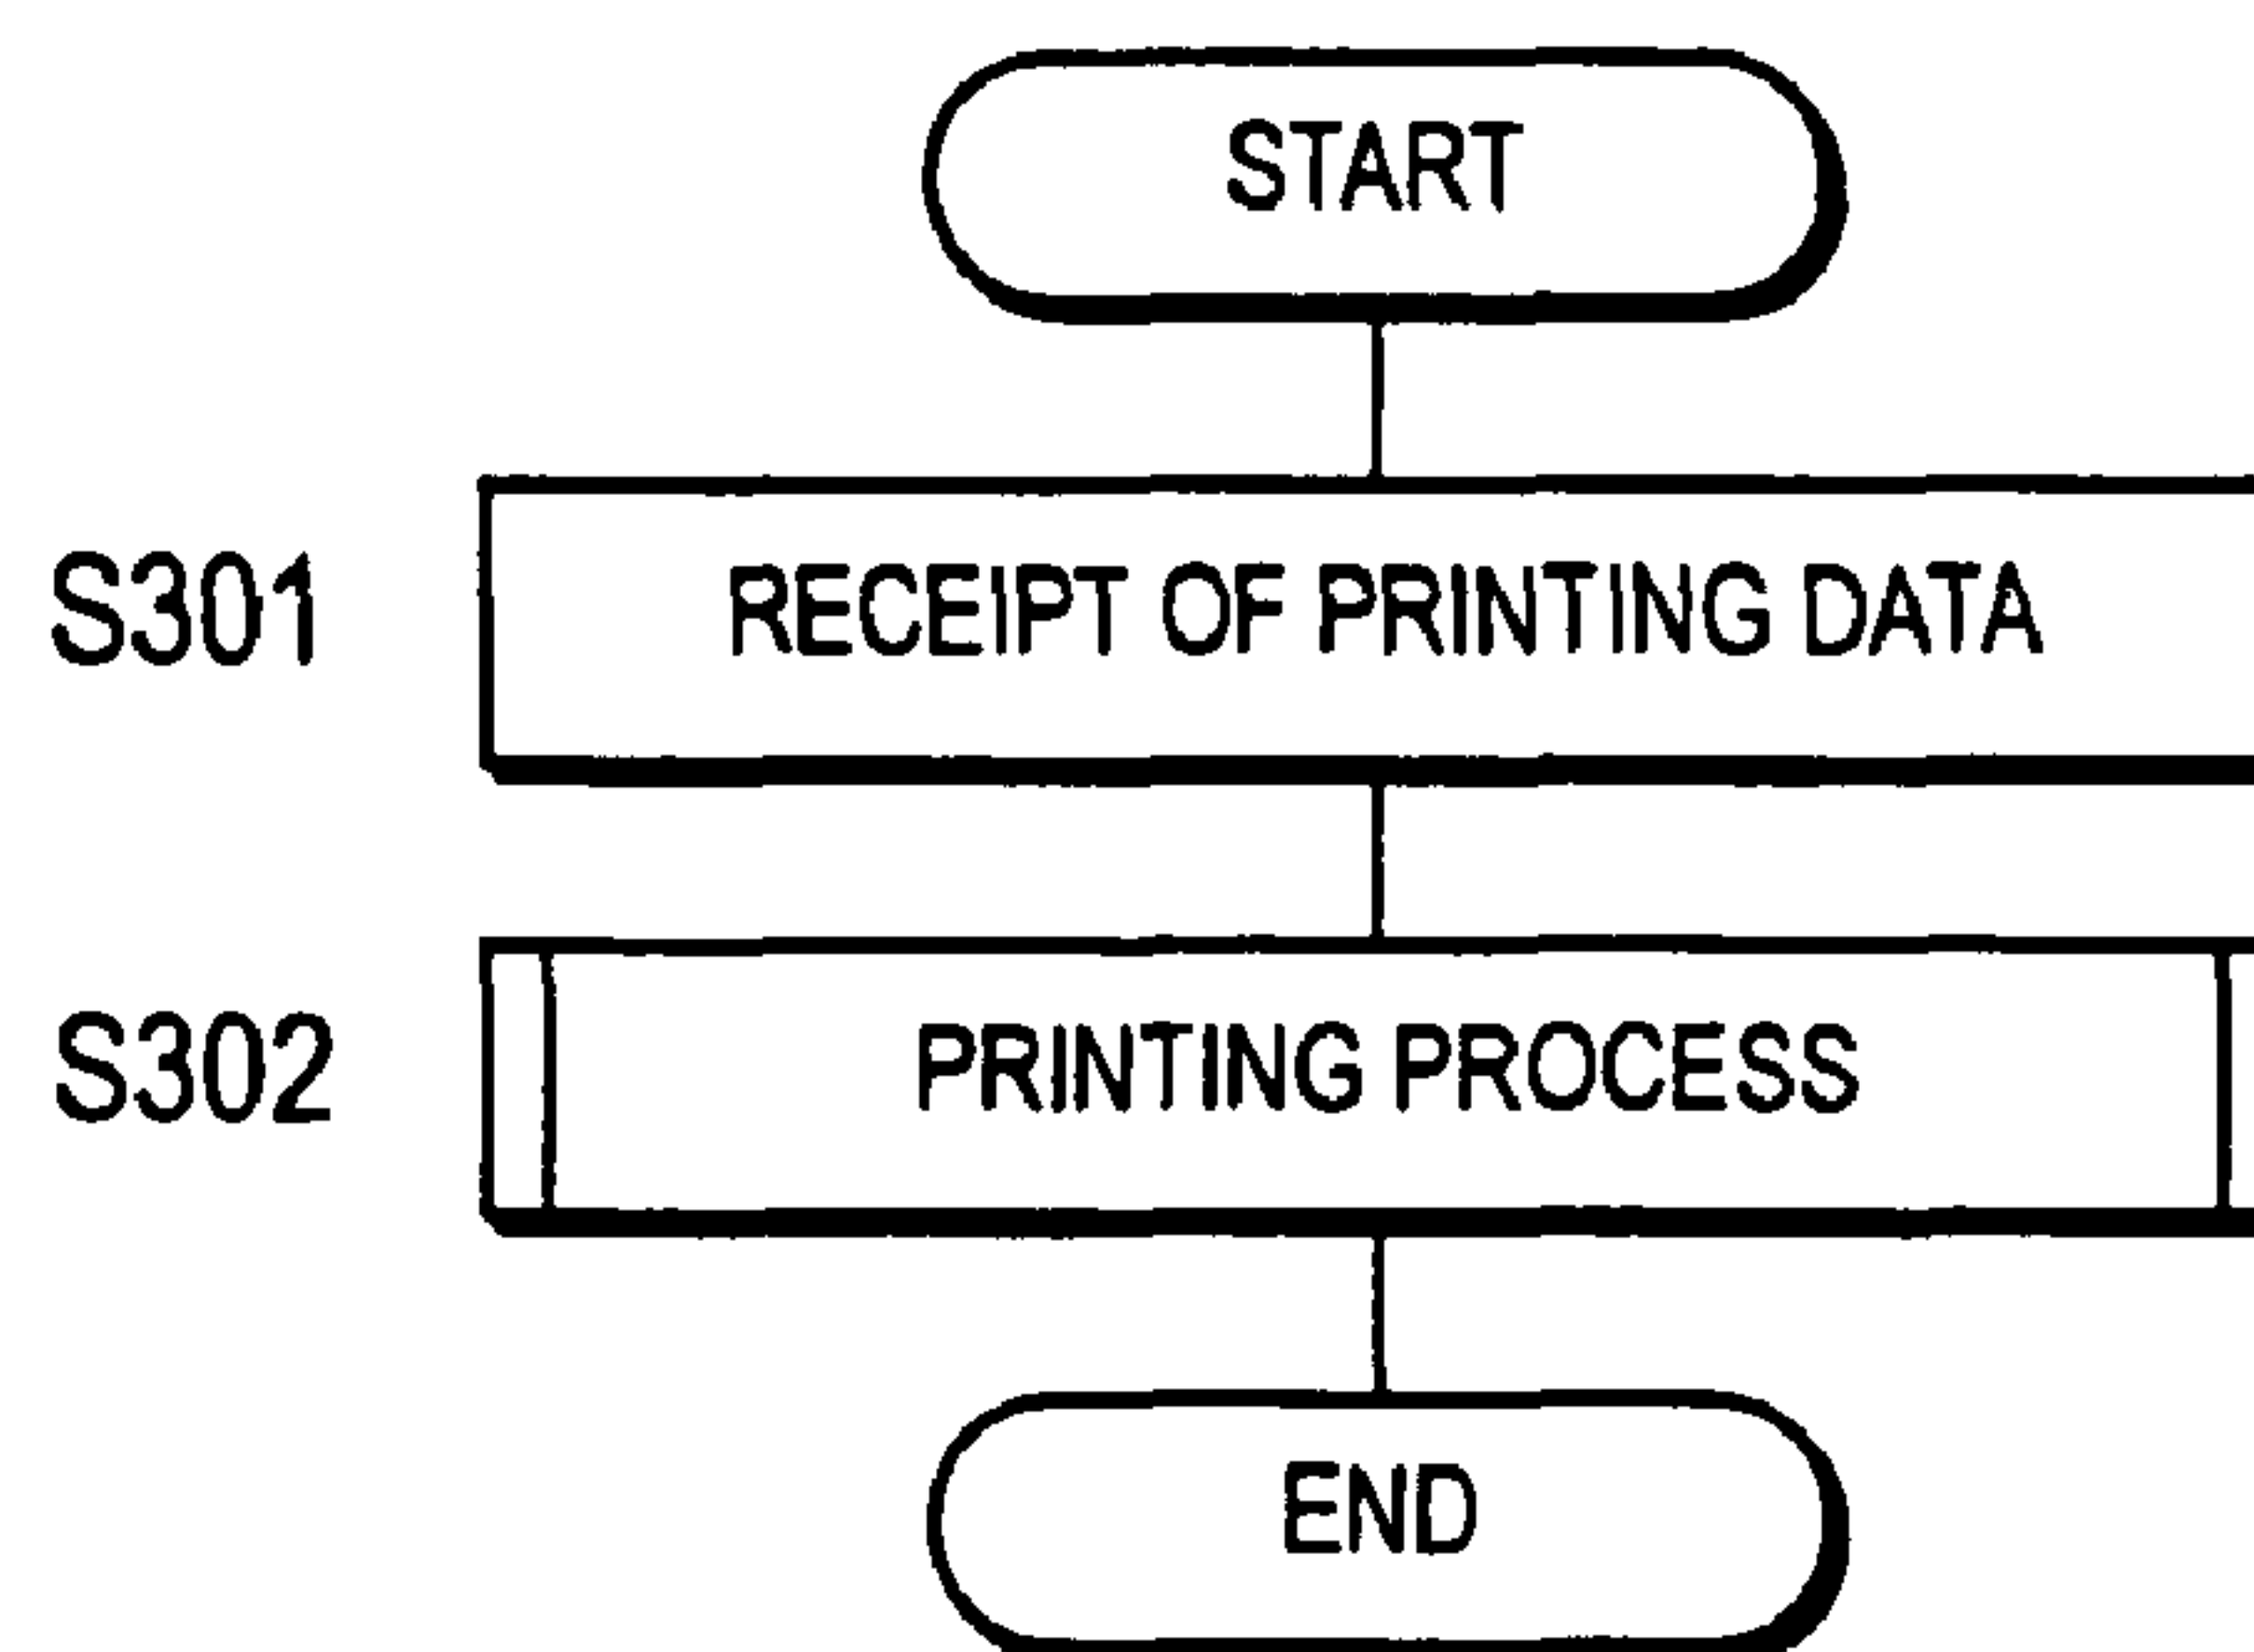 START
S301
RECEIPT OF PRINTING DATA
S302
PRINTING PROCESS
END